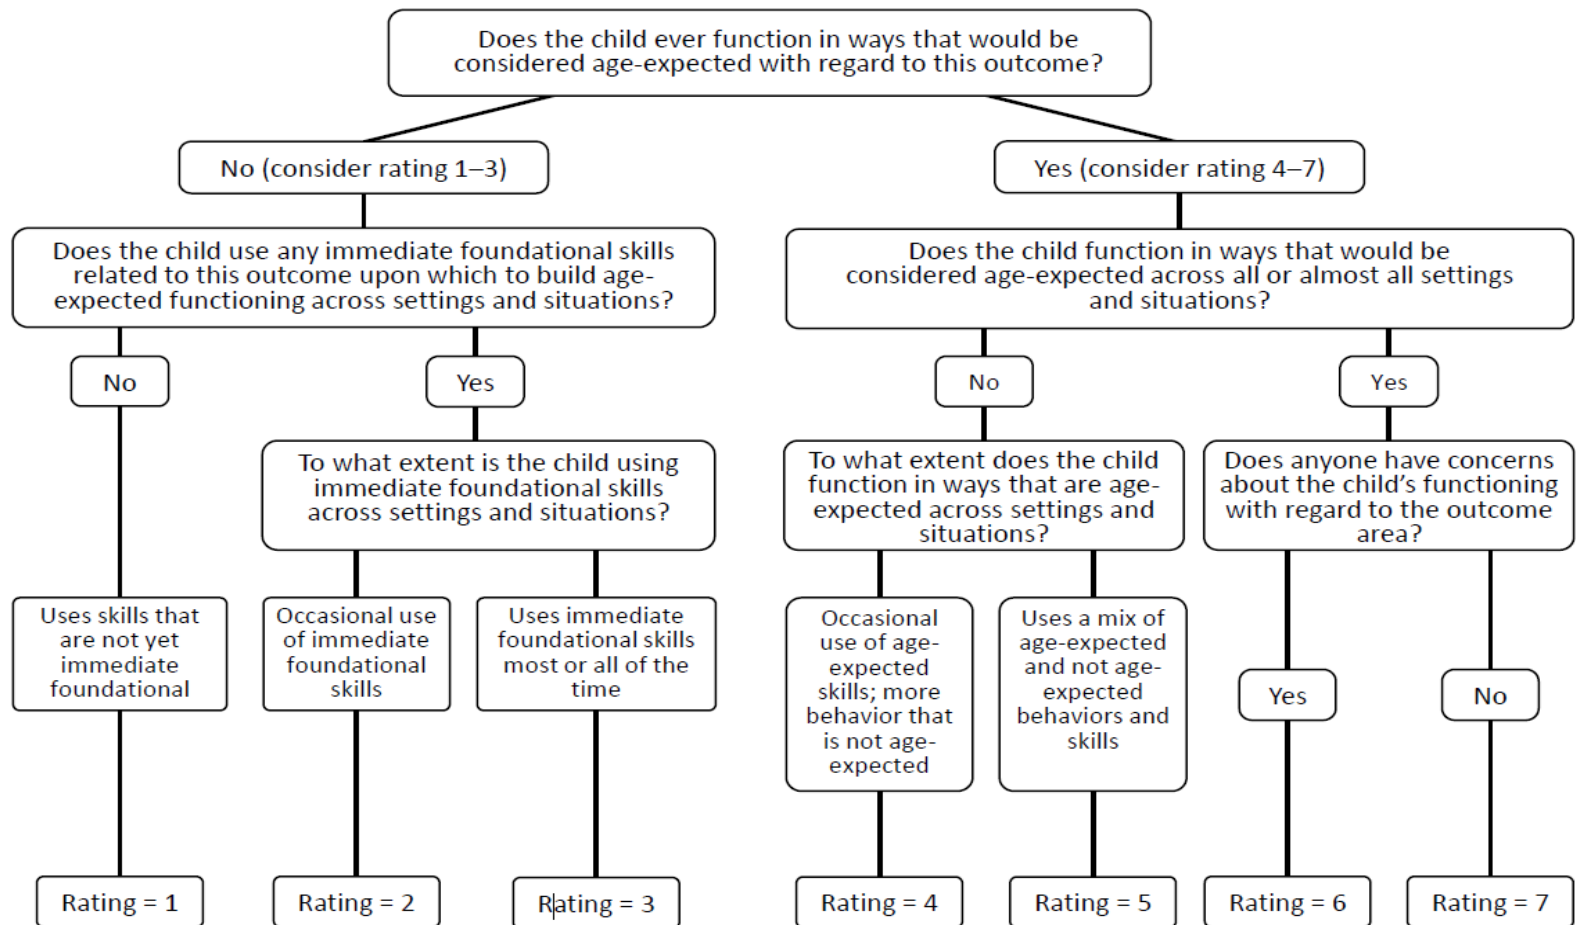 Does the child ever function in ways that would be
considered age-expected with regard to this outcome?
No (consider rating 1–3)
Yes (consider rating 4–7)
Does the child use any immediate foundational skills
related to this outcome upon which to build age-
expected functioning across settings and situations?
Does the child function in ways that would be
considered age-expected across all or almost all settings
and situations?
No
Yes
No
Yes
To what extent is the child using
immediate foundational skills
across settings and situations?
To what extent does the child
function in ways that are age-
expected across settings and
situations?
Does anyone have concerns
about the child’s functioning
with regard to the outcome
area?
Uses skills that
are not yet
immediate
foundational
Occasional use
of immediate
foundational
skills
Uses immediate
foundational skills
most or all of the
time
Occasional
use of age-
expected
skills; more
behavior that
is not age-
expected
Uses a mix of
age-expected
and not age-
expected
behaviors and
skills
Yes
No
Rating = 1
Rating = 2
Rating = 3
Rating = 4
Rating = 5
Rating = 6
Rating = 7